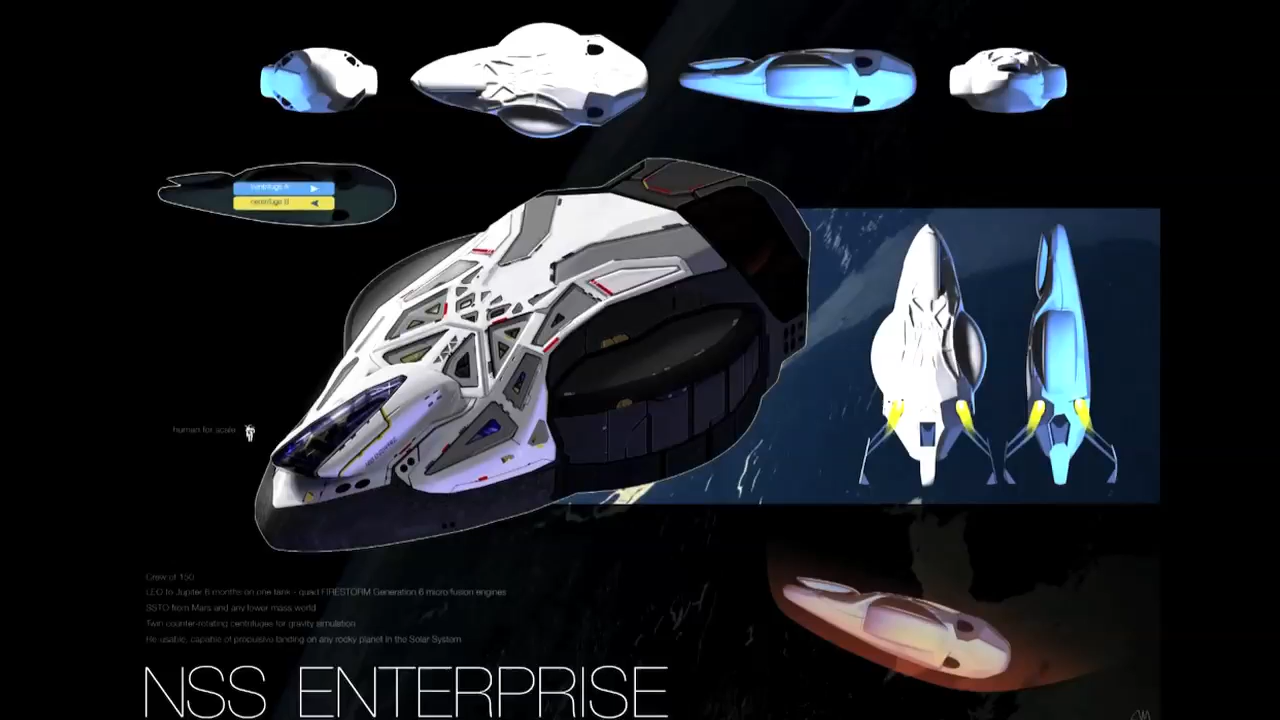 centrifuge A
centrifuge B
human for scale
Crew of 150
LEO to Jupiter 6 months on one tank - quad FIRESTORM Generation 6 micro fusion engines
SSTO from Mars and any lower mass world
Twin counter-rotating centrifuges for gravity simulation
Re-usable, capable of propulsive landing on any rocky planet in the Solar System
NSS ENTERPRISE